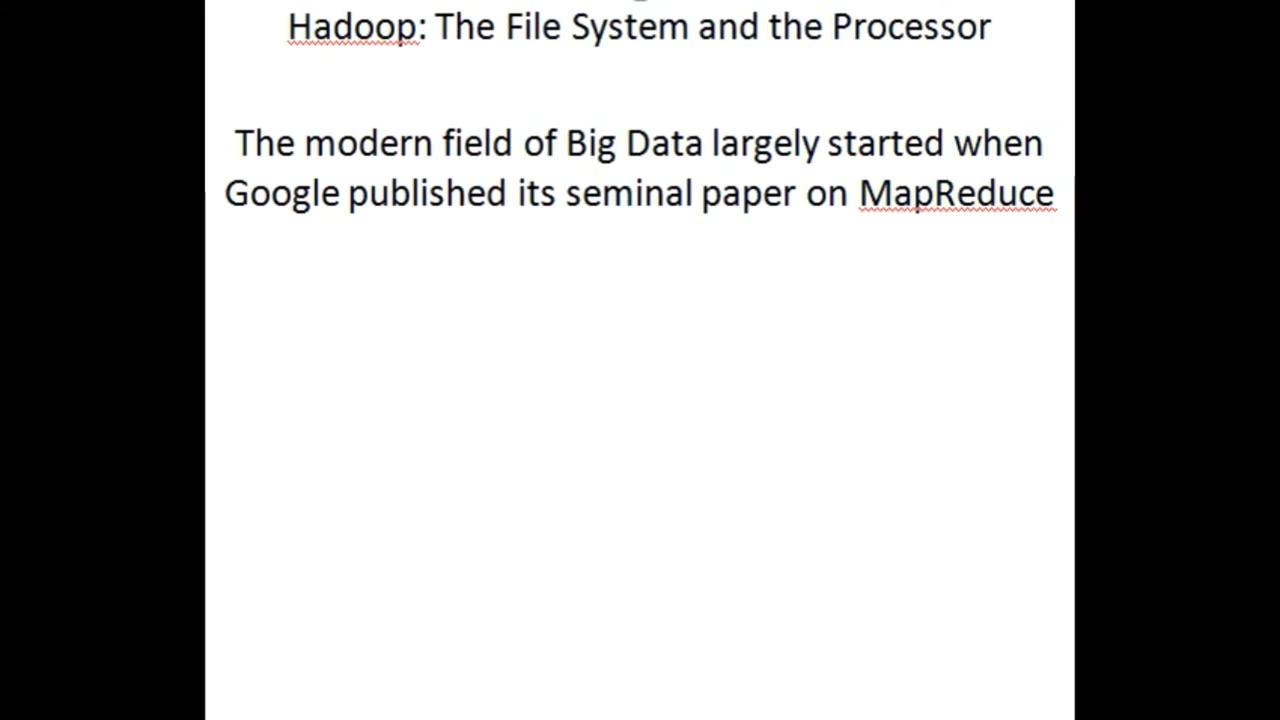 Hadoop: The File System and the Processor
The modern field of Big Data largely started when
Google published its seminal paper on MapReduce